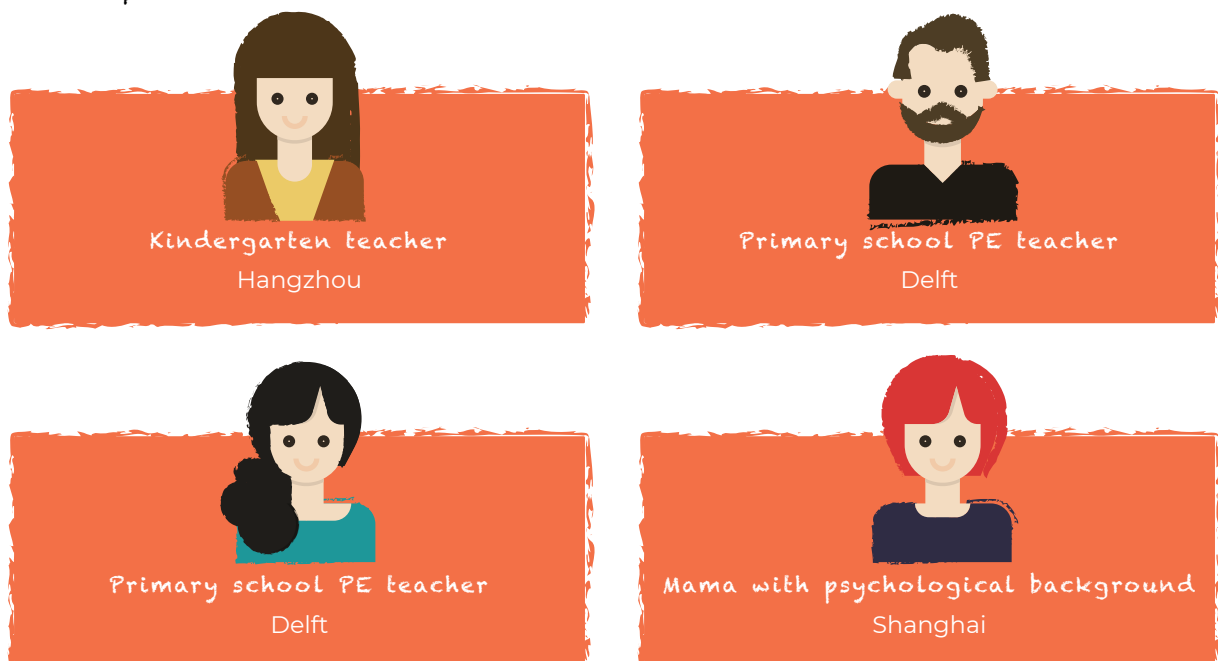 Kindergarten teacher
Hangzhou
Primary school PE teacher
Delft
Primary school PE teacher
Delft
Mama with psychological background
Shanghai